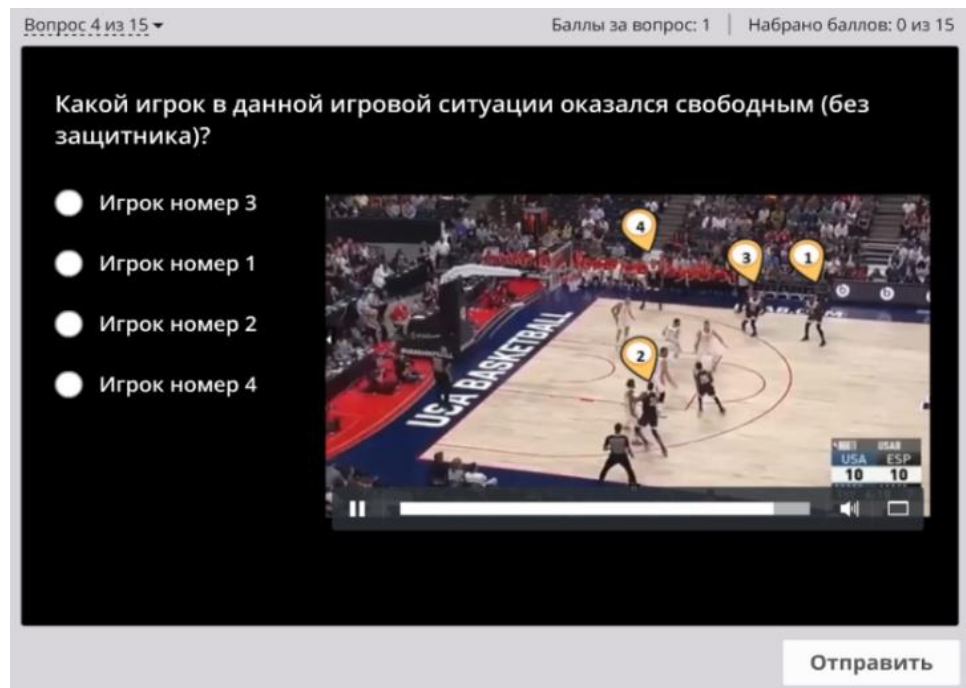 Вопрос 4 из 15
Баллы за вопрос: 1 | Набрано баллов: 0 из 15
Какой игрок в данной игровой ситуации оказался свободным (без
защитника)?
Игрок номер 3
Игрок номер 1
Игрок номер 2
Игрок номер 4
4
3
1
2
USA BASKETBALL
USA ESP
10 10
Отправить